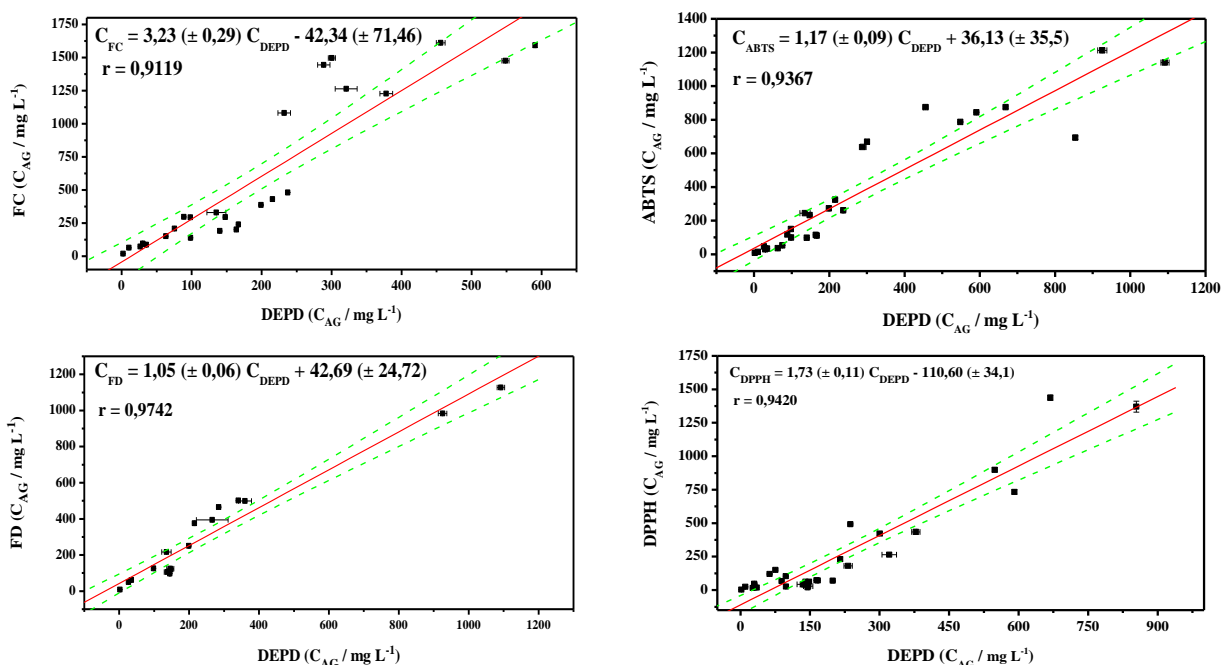 C_FC = 3,23 (± 0,29) C_DEPD - 42,34 (± 71,46)
r = 0,9119
1750
1500
1250
1000
750
500
250
0
FC (C_AG / mg L^-1)
0 100 200 300 400 500 600
DEPD (C_AG / mg L^-1)
C_ABTS = 1,17 (± 0,09) C_DEPD + 36,13 (± 35,5)
r = 0,9367
1400
1200
1000
800
600
400
200
0
ABTS (C_AG / mg L^-1)
0 200 400 600 800 1000 1200
DEPD (C_AG / mg L^-1)
C_FD = 1,05 (± 0,06) C_DEPD + 42,69 (± 24,72)
r = 0,9742
1200
1000
800
600
400
200
0
FD (C_AG / mg L^-1)
0 200 400 600 800 1000 1200
DEPD (C_AG / mg L^-1)
C_DPPH = 1,73 (± 0,11) C_DEPD - 110,60 (± 34,1)
r = 0,9420
1750
1500
1250
1000
750
500
250
0
DPPH (C_AG / mg L^-1)
0 150 300 450 600 750 900
DEPD (C_AG / mg L^-1)